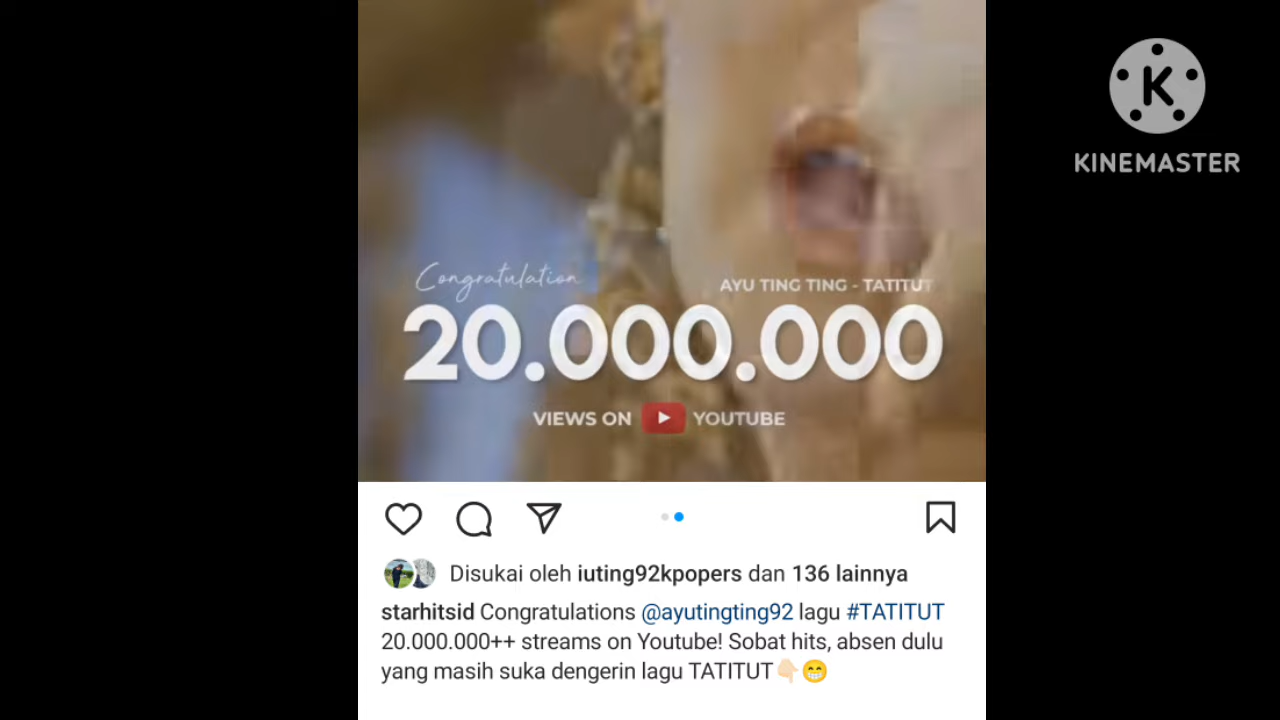 K
KINEMASTER
Congratulation
AYU TING TING - TATITUT
20.000.000
VIEWS ON YOUTUBE
Disukai oleh iuting92kpopers dan 136 lainnya
starhitsid Congratulations @ayutingting92 lagu #TATITUT
20.000.000++ streams on Youtube! Sobat hits, absen dulu
yang masih suka dengerin lagu TATITUT👇🏻😁